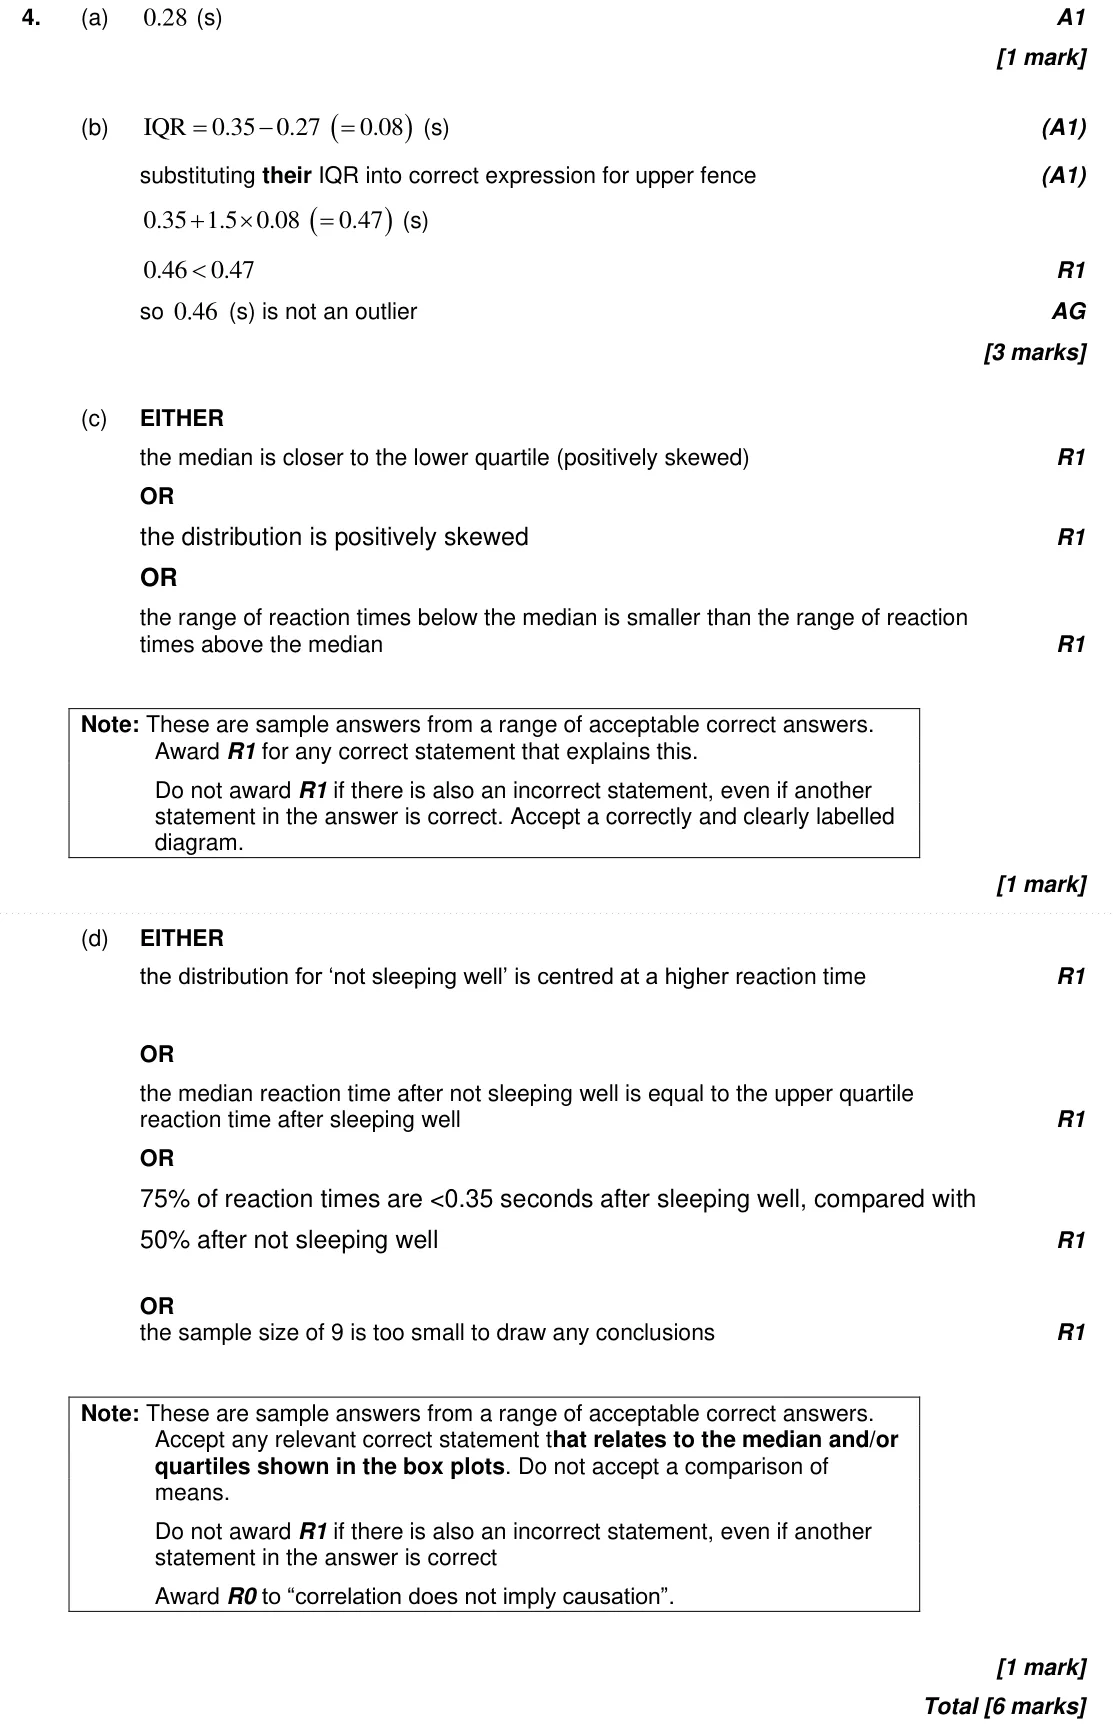 4. (a) 0.28 (s) A1
[1 mark]
(b) IQR = 0.35 − 0.27 (= 0.08) (s) (A1)
substituting their IQR into correct expression for upper fence (A1)
0.35 + 1.5 × 0.08 (= 0.47) (s)
0.46 < 0.47 R1
so 0.46 (s) is not an outlier AG
[3 marks]
(c) EITHER
the median is closer to the lower quartile (positively skewed) R1
OR
the distribution is positively skewed R1
OR
the range of reaction times below the median is smaller than the range of reaction
times above the median R1
Note: These are sample answers from a range of acceptable correct answers.
Award R1 for any correct statement that explains this.
Do not award R1 if there is also an incorrect statement, even if another
statement in the answer is correct. Accept a correctly and clearly labelled
diagram.
[1 mark]
(d) EITHER
the distribution for ‘not sleeping well’ is centred at a higher reaction time R1
OR
the median reaction time after not sleeping well is equal to the upper quartile
reaction time after sleeping well R1
OR
75% of reaction times are <0.35 seconds after sleeping well, compared with
50% after not sleeping well R1
OR
the sample size of 9 is too small to draw any conclusions R1
Note: These are sample answers from a range of acceptable correct answers.
Accept any relevant correct statement that relates to the median and/or
quartiles shown in the box plots. Do not accept a comparison of
means.
Do not award R1 if there is also an incorrect statement, even if another
statement in the answer is correct
Award R0 to “correlation does not imply causation”.
[1 mark]
Total [6 marks]